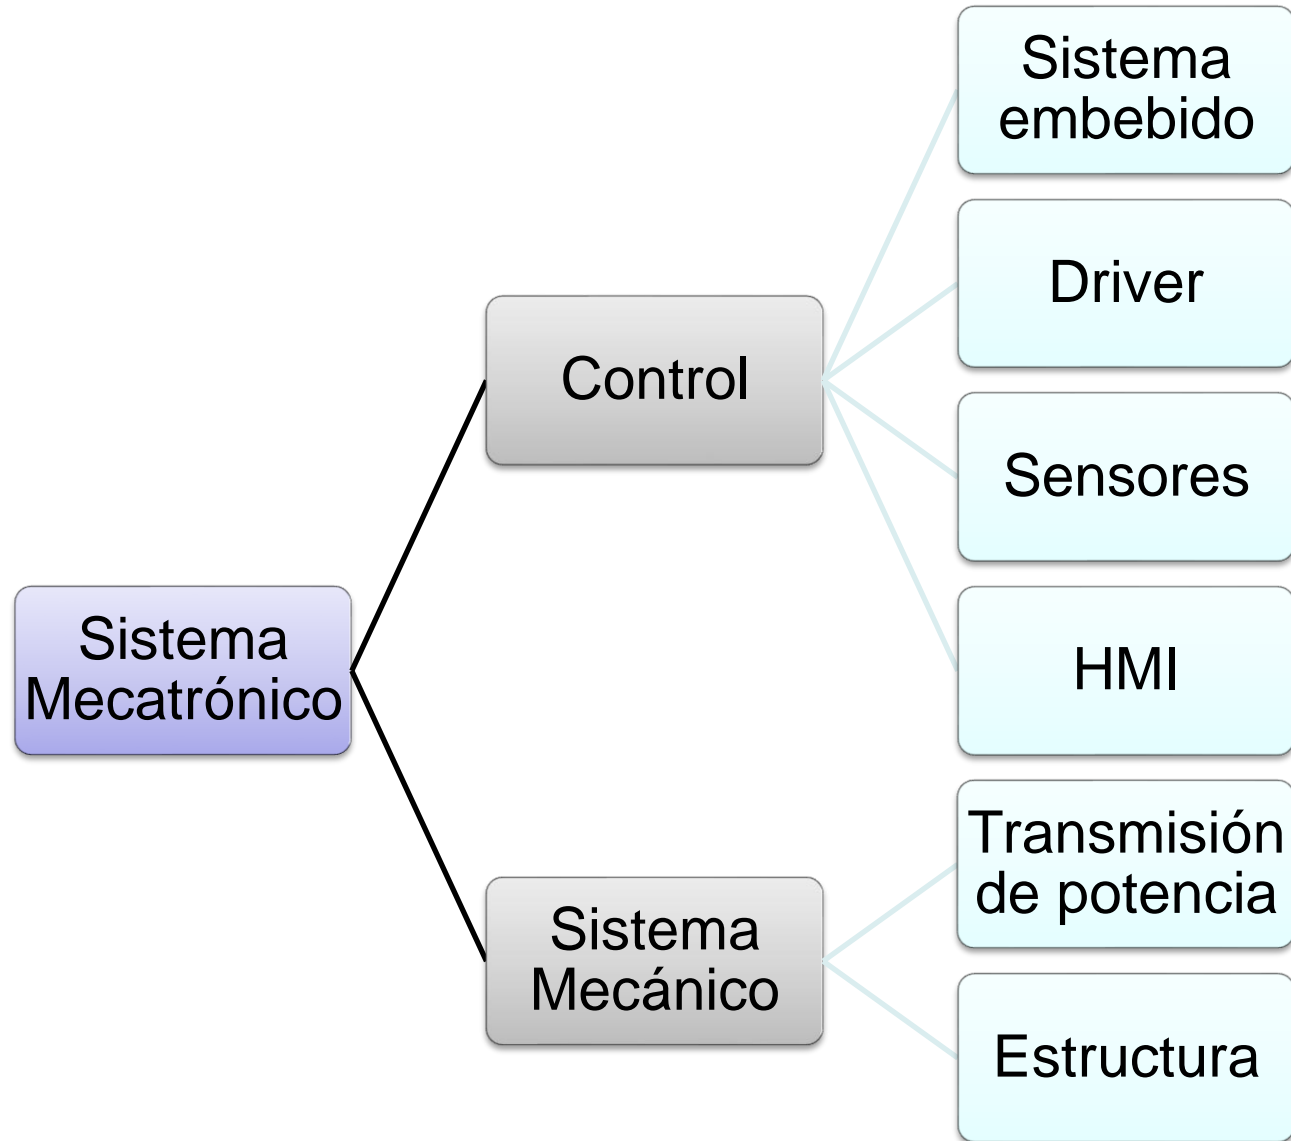 Sistema
embebido
Driver
Control
Sensores
Sistema
Mecatrónico
HMI
Transmisión
de potencia
Sistema
Mecánico
Estructura